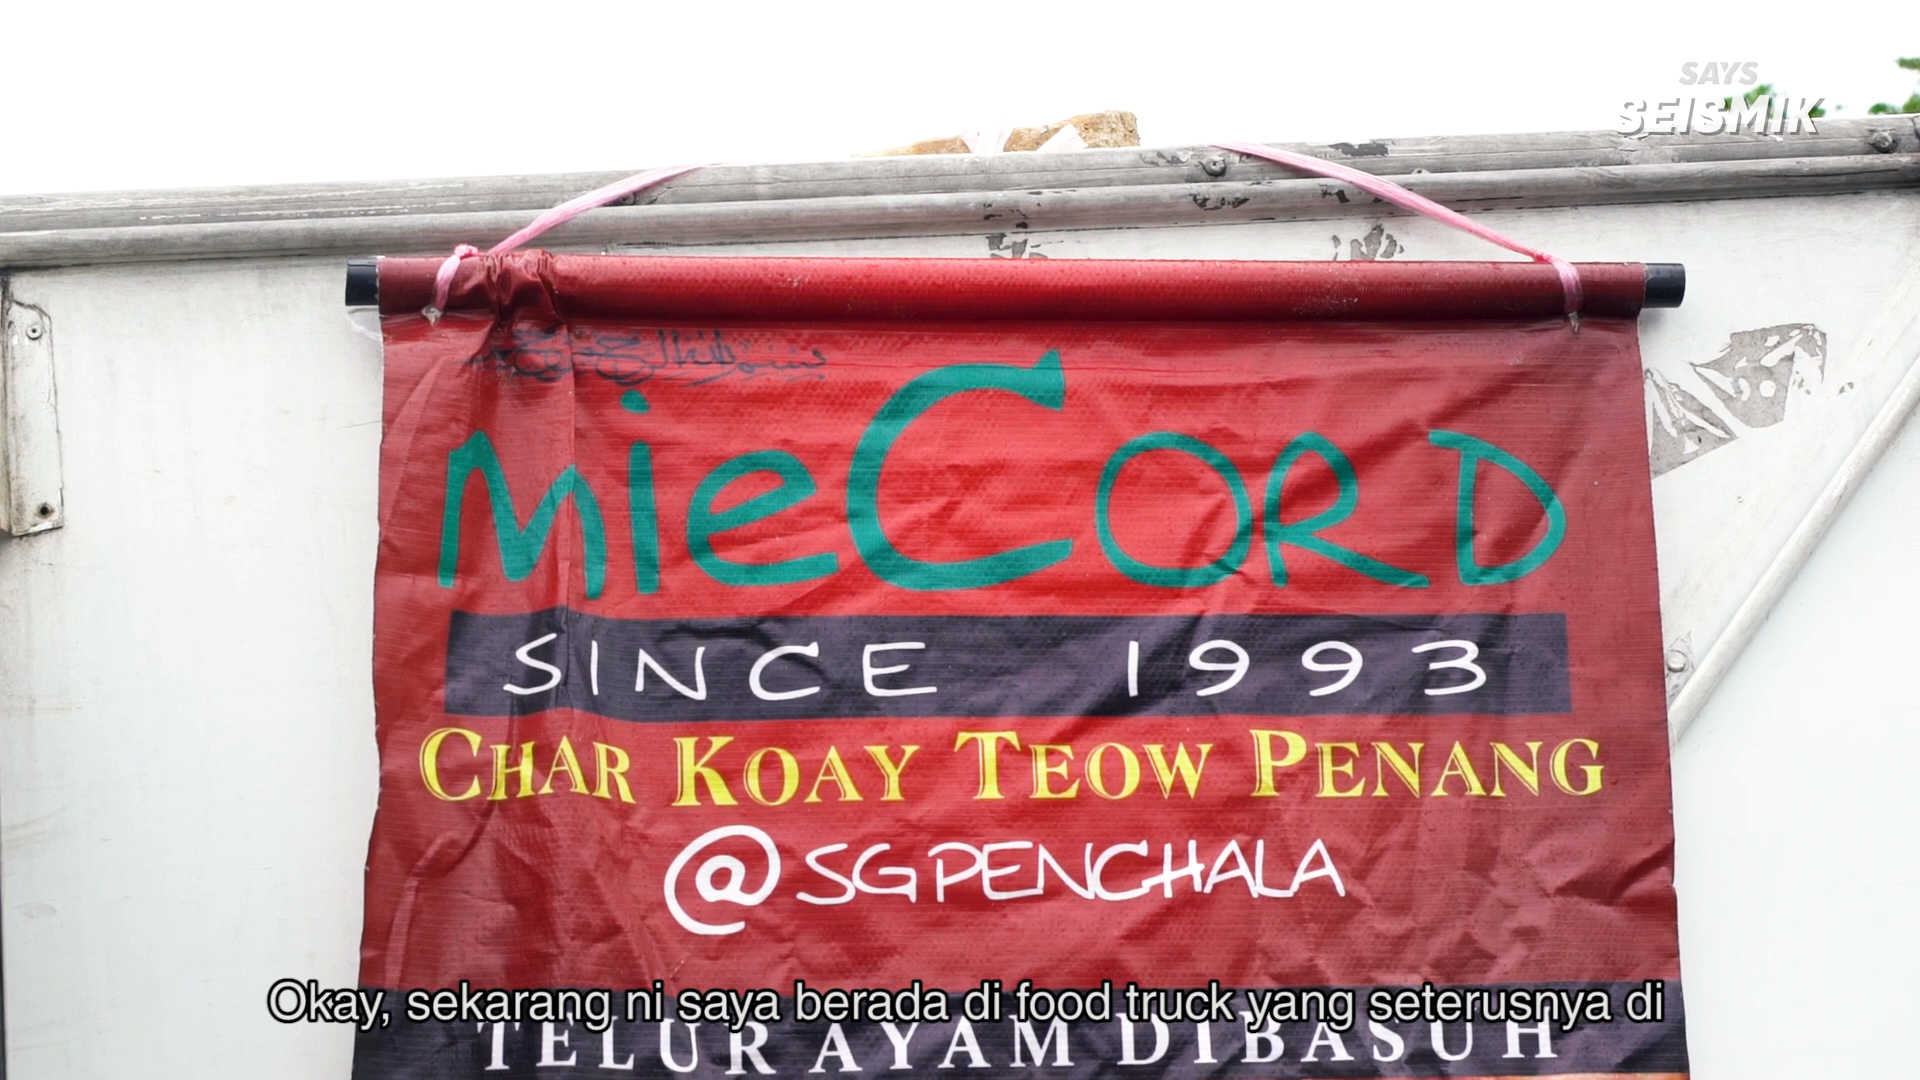 SAYS
SEISMIK
mieCORD
SINCE 1993
CHAR KOAY TEOW PENANG
@SGPENCHALA
Okay, sekarang ni saya berada di food truck yang seterusnya di
TELUR AYAM DIBASUH